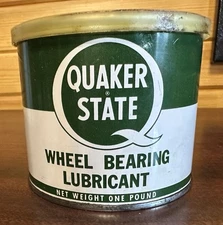 QUAKER
STATE
®
WHEEL BEARING
LUBRICANT
NET WEIGHT ONE POUND